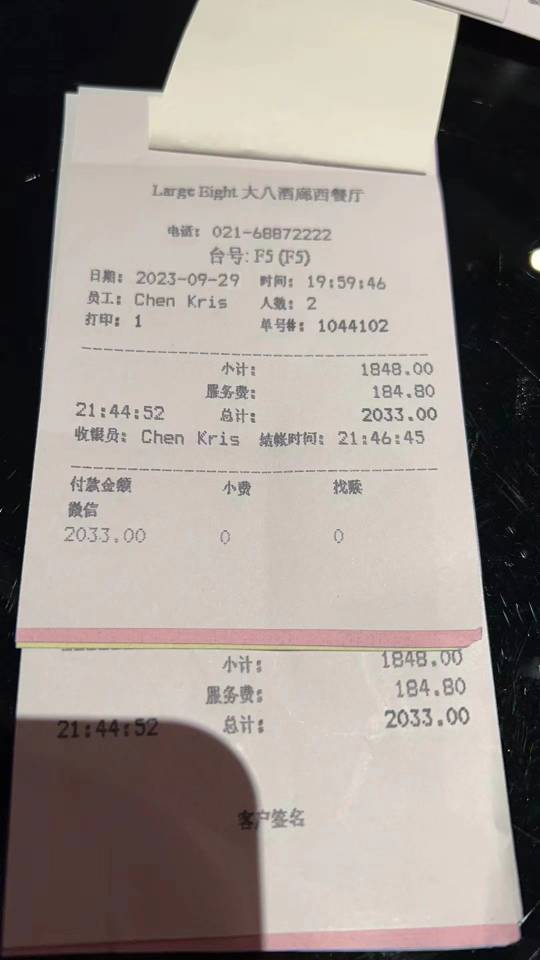 Large Eight 大八酒廊西餐厅
电话: 021-68872222
台号: F5 (F5)
日期: 2023-09-29 时间: 19:59:46
员工: Chen Kris 人数: 2
打印: 1 单号#: 1044102
小计: 1848.00
服务费: 184.80
21:44:52 总计: 2033.00
收银员: Chen Kris 结帐时间: 21:46:45
付款金额 小费 找赎
微信
2033.00 0 0
小计: 1848.00
服务费: 184.80
21:44:52 总计: 2033.00
客户签名